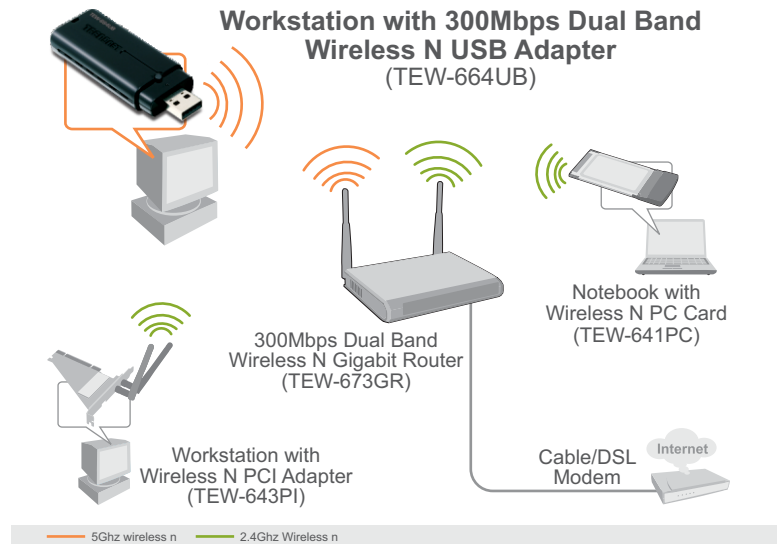 Workstation with 300Mbps Dual Band
Wireless N USB Adapter
(TEW-664UB)
Notebook with
Wireless N PC Card
(TEW-641PC)
300Mbps Dual Band
Wireless N Gigabit Router
(TEW-673GR)
Workstation with
Wireless N PCI Adapter
(TEW-643PI)
Cable/DSL
Modem
Internet
5Ghz wireless n
2.4Ghz Wireless n